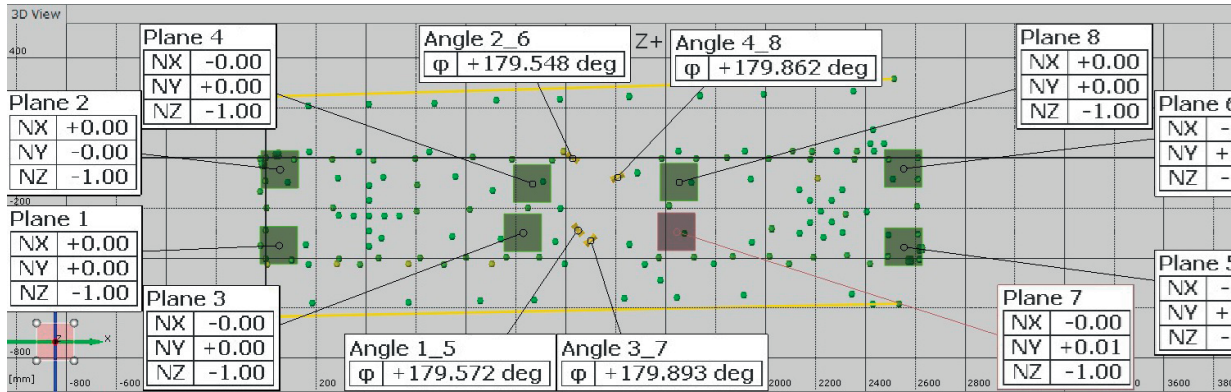 3D View
400
-200
-800
[mm]
-800
-600
200
2000
2200
2400
2600
3200
3600
Z+
Z
X
Plane 4
NX -0.00
NY +0.00
NZ -1.00
Plane 2
NX +0.00
NY -0.00
NZ -1.00
Plane 1
NX +0.00
NY +0.00
NZ -1.00
Plane 3
NX -0.00
NY +0.00
NZ -1.00
Angle 2_6
φ +179.548 deg
Angle 4_8
φ +179.862 deg
Angle 1_5
φ +179.572 deg
Angle 3_7
φ +179.893 deg
Plane 8
NX +0.00
NY +0.00
NZ -1.00
Plane 6
NX -
NY +
NZ -
Plane 5
NX -
NY +
NZ -
Plane 7
NX -0.00
NY +0.01
NZ -1.00